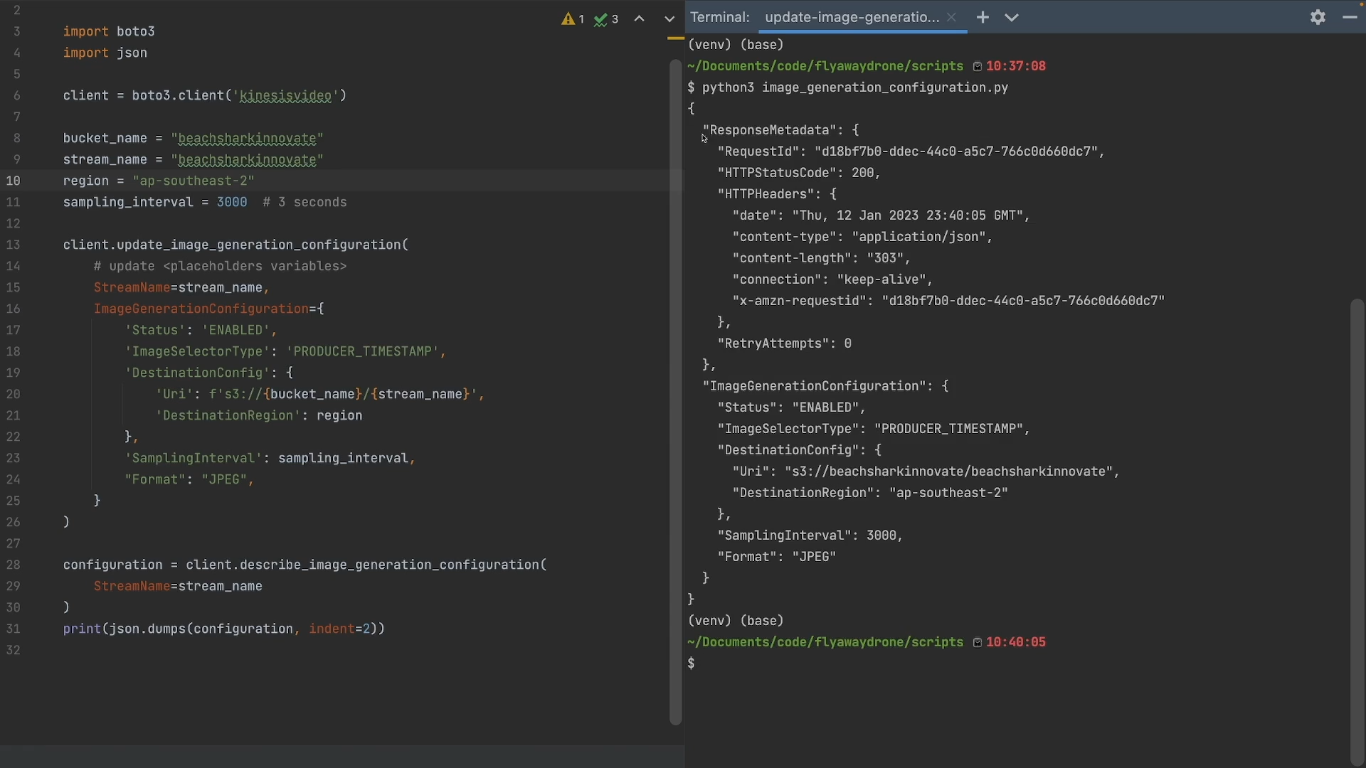 2
3 import boto3
4 import json
5
6 client = boto3.client('kinesisvideo')
7
8 bucket_name = "beachsharkinnovate"
9 stream_name = "beachsharkinnovate"
10 region = "ap-southeast-2"
11 sampling_interval = 3000  # 3 seconds
12
13 client.update_image_generation_configuration(
14     # update <placeholders variables>
15     StreamName=stream_name,
16     ImageGenerationConfiguration={
17         'Status': 'ENABLED',
18         'ImageSelectorType': 'PRODUCER_TIMESTAMP',
19         'DestinationConfig': {
20             'Uri': f's3://{bucket_name}/{stream_name}',
21             'DestinationRegion': region
22         },
23         'SamplingInterval': sampling_interval,
24         "Format": "JPEG",
25     }
26 )
27
28 configuration = client.describe_image_generation_configuration(
29     StreamName=stream_name
30 )
31 print(json.dumps(configuration, indent=2))
32
1 3
Terminal: update-image-generatio...
(venv) (base)
~/Documents/code/flyawaydrone/scripts 10:37:08
$ python3 image_generation_configuration.py
{
  "ResponseMetadata": {
    "RequestId": "d18bf7b0-ddec-44c0-a5c7-766c0d660dc7",
    "HTTPStatusCode": 200,
    "HTTPHeaders": {
      "date": "Thu, 12 Jan 2023 23:40:05 GMT",
      "content-type": "application/json",
      "content-length": "303",
      "connection": "keep-alive",
      "x-amzn-requestid": "d18bf7b0-ddec-44c0-a5c7-766c0d660dc7"
    },
    "RetryAttempts": 0
  },
  "ImageGenerationConfiguration": {
    "Status": "ENABLED",
    "ImageSelectorType": "PRODUCER_TIMESTAMP",
    "DestinationConfig": {
      "Uri": "s3://beachsharkinnovate/beachsharkinnovate",
      "DestinationRegion": "ap-southeast-2"
    },
    "SamplingInterval": 3000,
    "Format": "JPEG"
  }
}
(venv) (base)
~/Documents/code/flyawaydrone/scripts 10:40:05
$